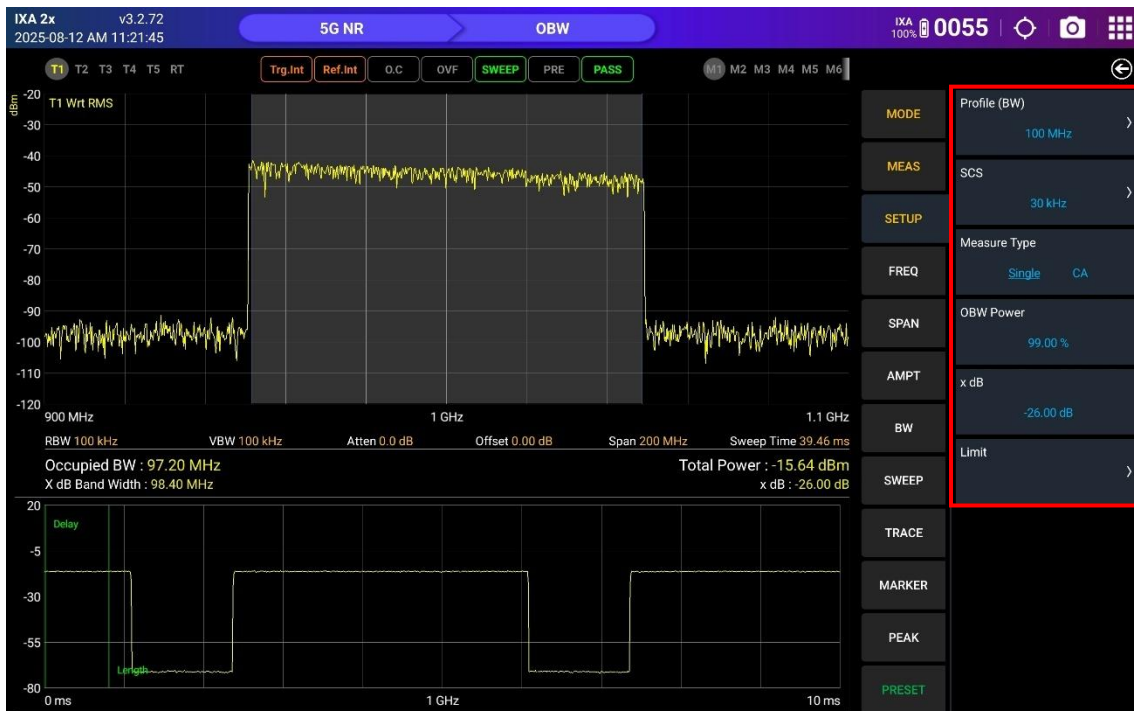 IXA 2x v3.2.72
2025-08-12 AM 11:21:45
5G NR OBW
IXA
100% 0055
T1 T2 T3 T4 T5 RT Trg.Int Ref.Int O.C OVF SWEEP PRE PASS M1 M2 M3 M4 M5 M6
dBm
T1 Wrt RMS
-20
-30
-40
-50
-60
-70
-80
-90
-100
-110
-120
900 MHz 1 GHz 1.1 GHz
RBW 100 kHz VBW 100 kHz Atten 0.0 dB Offset 0.00 dB Span 200 MHz Sweep Time 39.46 ms
Occupied BW : 97.20 MHz Total Power : -15.64 dBm
X dB Band Width : 98.40 MHz x dB : -26.00 dB
20
-5
-30
-55
-80
Delay
Length
0 ms 1 GHz 10 ms
MODE
MEAS
SETUP
FREQ
SPAN
AMPT
BW
SWEEP
TRACE
MARKER
PEAK
PRESET
Profile (BW)
100 MHz
SCS
30 kHz
Measure Type
Single CA
OBW Power
99.00 %
x dB
-26.00 dB
Limit